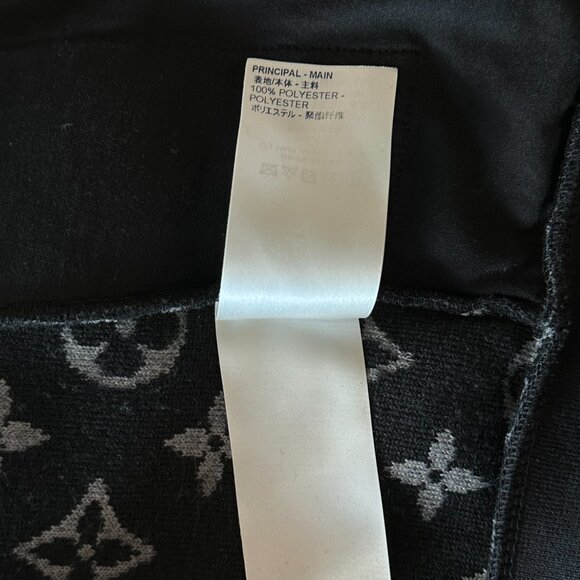 PRINCIPAL - MAIN
表地/本体 - 主料
100% POLYESTER -
POLYESTER
ポリエステル - 聚酯纤维